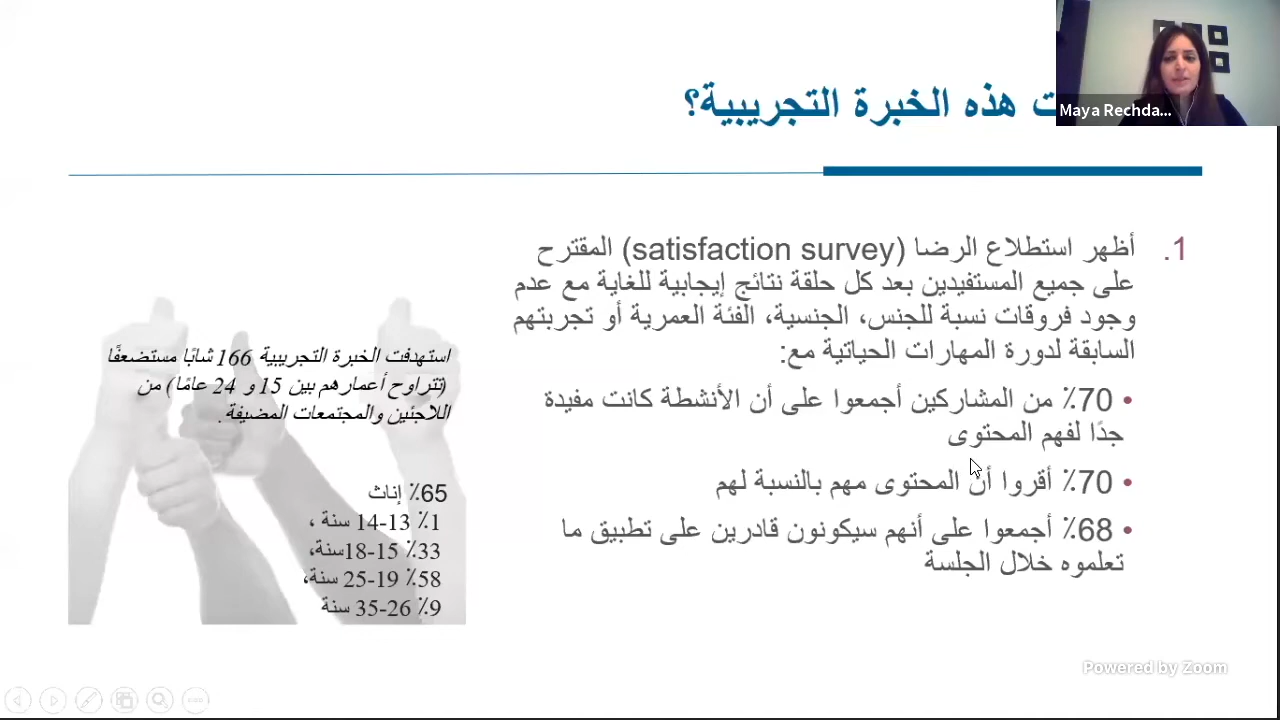 ت هذه الخبرة التجريبية؟
Maya Rechda...
1. أظهر استطلاع الرضا (satisfaction survey) المقترح
على جميع المستفيدين بعد كل حلقة نتائج إيجابية للغاية مع عدم
وجود فروقات نسبة للجنس، الجنسية، الفئة العمرية أو تجربتهم
السابقة لدورة المهارات الحياتية مع:
• 70٪ من المشاركين أجمعوا على أن الأنشطة كانت مفيدة
جدًا لفهم المحتوى
• 70٪ أقروا أن المحتوى مهم بالنسبة لهم
• 68٪ أجمعوا على أنهم سيكونون قادرين على تطبيق ما
تعلموه خلال الجلسة
استهدفت الخبرة التجريبية 166 شابًا مستضعفًا
(تتراوح أعمارهم بين 15 و 24 عامًا) من
اللاجئين والمجتمعات المضيفة.
65٪ إناث
1٪ 13-14 سنة ،
33٪ 15-18سنة،
58٪ 19-25 سنة،
9٪ 26-35 سنة
Powered by Zoom